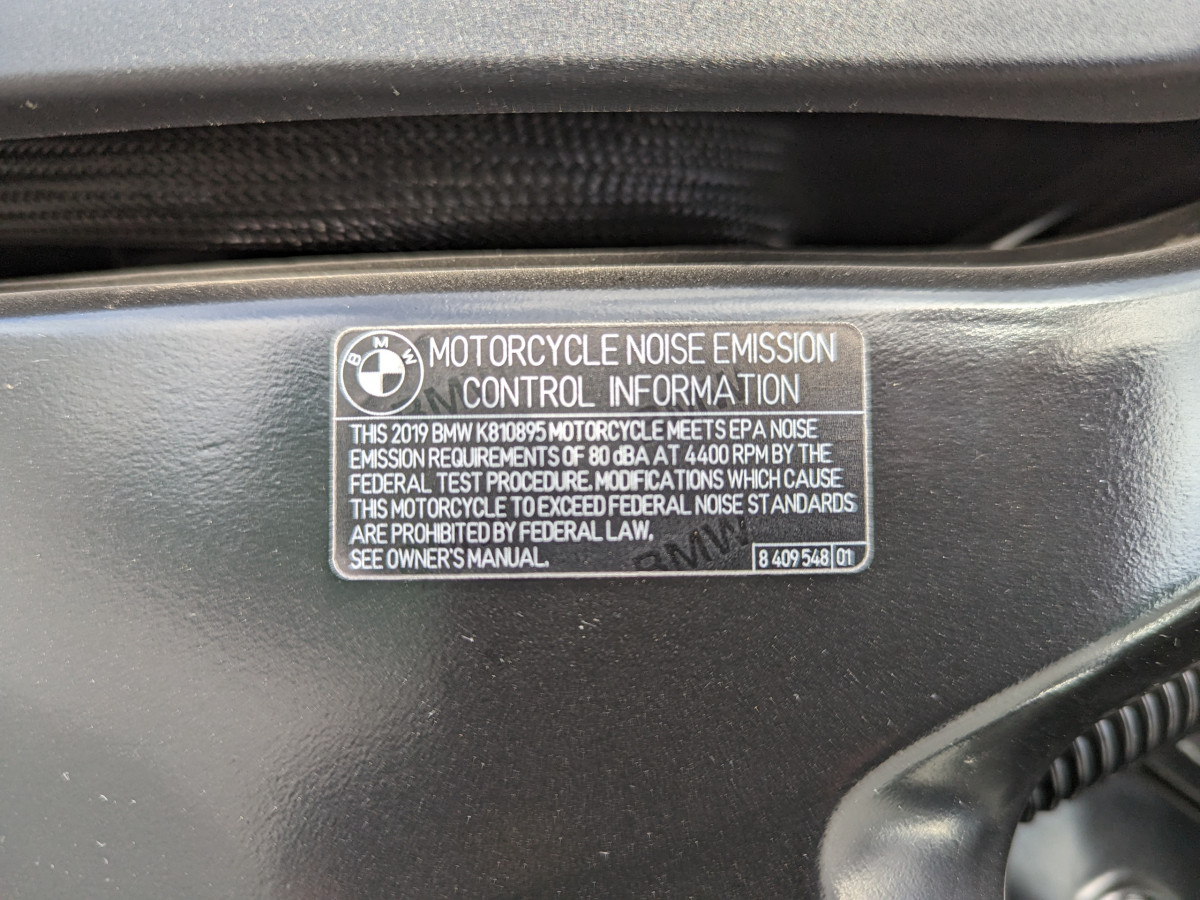 BMW
MOTORCYCLE NOISE EMISSION
CONTROL INFORMATION
THIS 2019 BMW K810895 MOTORCYCLE MEETS EPA NOISE
EMISSION REQUIREMENTS OF 80 dBA AT 4400 RPM BY THE
FEDERAL TEST PROCEDURE. MODIFICATIONS WHICH CAUSE
THIS MOTORCYCLE TO EXCEED FEDERAL NOISE STANDARDS
ARE PROHIBITED BY FEDERAL LAW.
SEE OWNER'S MANUAL.
BMW
8 409 548 01